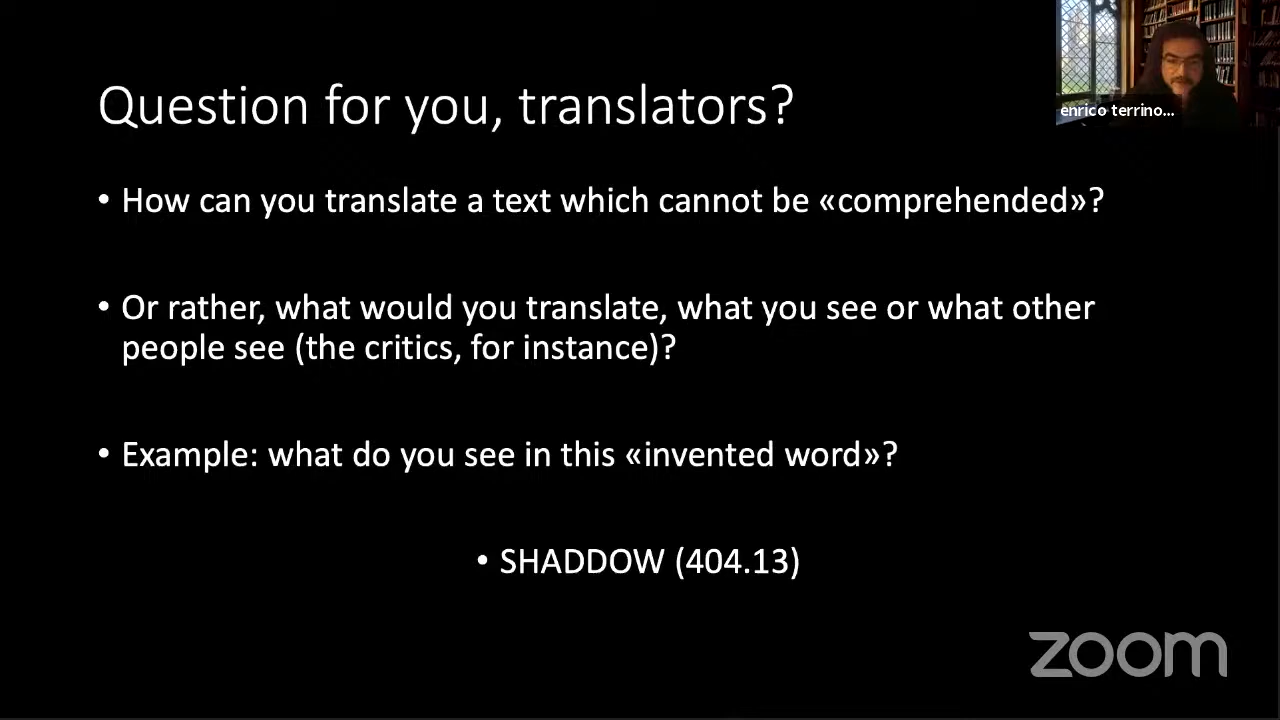 enrico terrino...
Question for you, translators?
• How can you translate a text which cannot be «comprehended»?
• Or rather, what would you translate, what you see or what other
people see (the critics, for instance)?
• Example: what do you see in this «invented word»?
• SHADDOW (404.13)
zoom